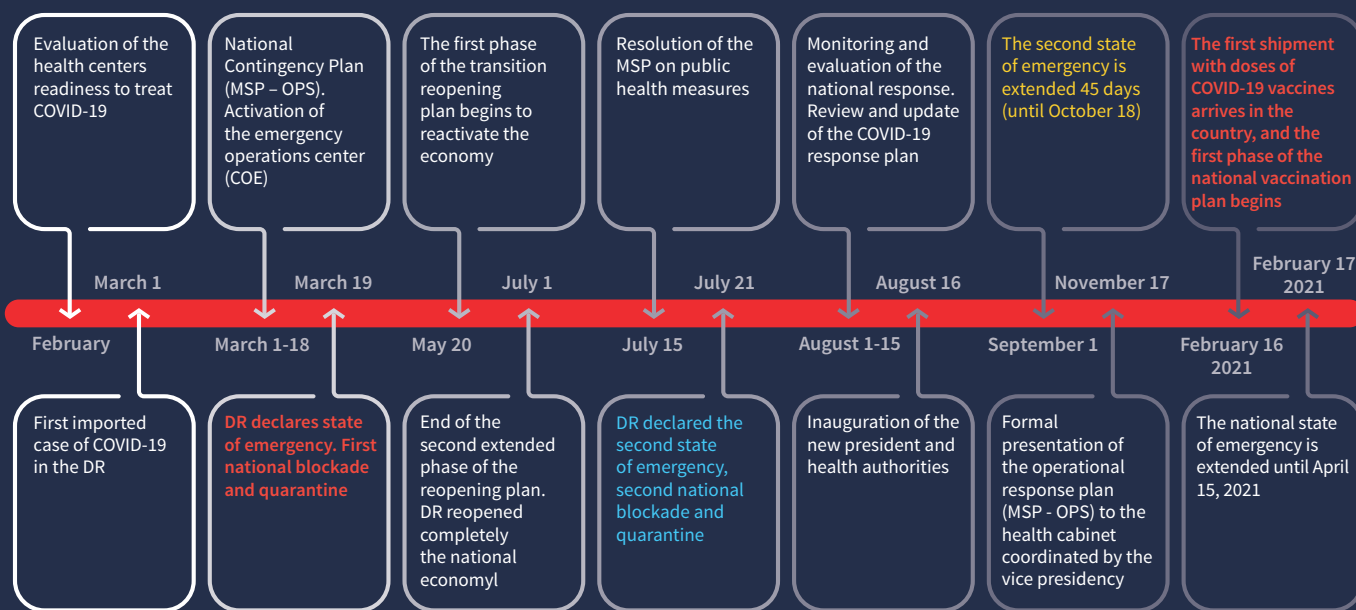 Evaluation of the
health centers
readiness to treat
COVID-19
National
Contingency Plan
(MSP – OPS).
Activation of
the emergency
operations center
(COE)
The first phase
of the transition
reopening
plan begins to
reactivate the
economy
Resolution of the
MSP on public
health measures
Monitoring and
evaluation of the
national response.
Review and update
of the COVID-19
response plan
The second state
of emergency is
extended 45 days
(until October 18)
The first shipment
with doses of
COVID-19 vaccines
arrives in the
country, and the
first phase of the
national vaccination
plan begins
March 1
March 19
July 1
July 21
August 16
November 17
February 17
2021
February
March 1-18
May 20
July 15
August 1-15
September 1
February 16
2021
First imported
case of COVID-19
in the DR
DR declares state
of emergency. First
national blockade
and quarantine
End of the
second extended
phase of the
reopening plan.
DR reopened
completely
the national
economyl
DR declared the
second state
of emergency,
second national
blockade and
quarantine
Inauguration of the
new president and
health authorities
Formal
presentation of
the operational
response plan
(MSP - OPS) to the
health cabinet
coordinated by the
vice presidency
The national state
of emergency is
extended until April
15, 2021